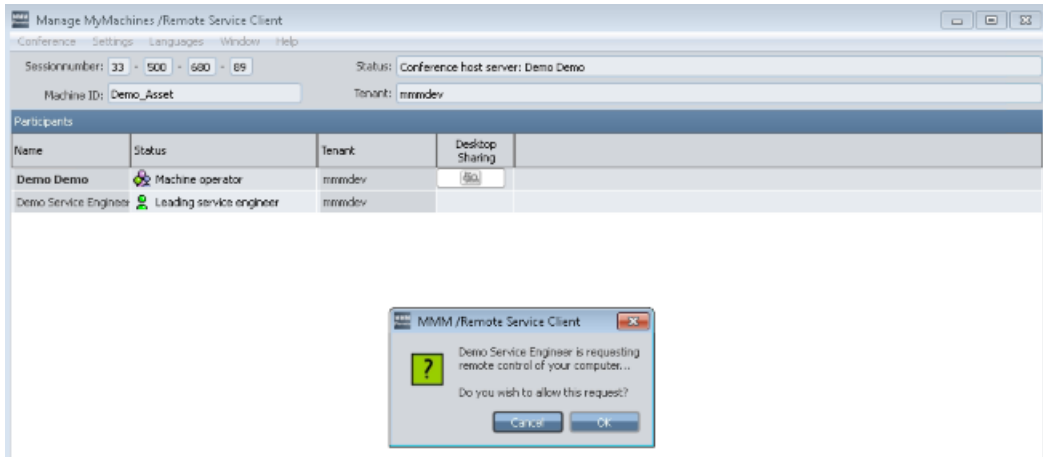 Manage MyMachines /Remote Service Client
Conference Settings Languages Window Help
Sessionnumber: 33 - 500 - 680 - 89 Status: Conference host server: Demo Demo
Machine ID: Demo_Asset Tenant: mmmdev
Participants
Name Status Tenant Desktop Sharing
Demo Demo Machine operator mmmdev
Demo Service Engineer Leading service engineer mmmdev
MMM /Remote Service Client
Demo Service Engineer is requesting
remote control of your computer...
Do you wish to allow this request?
Cancel OK